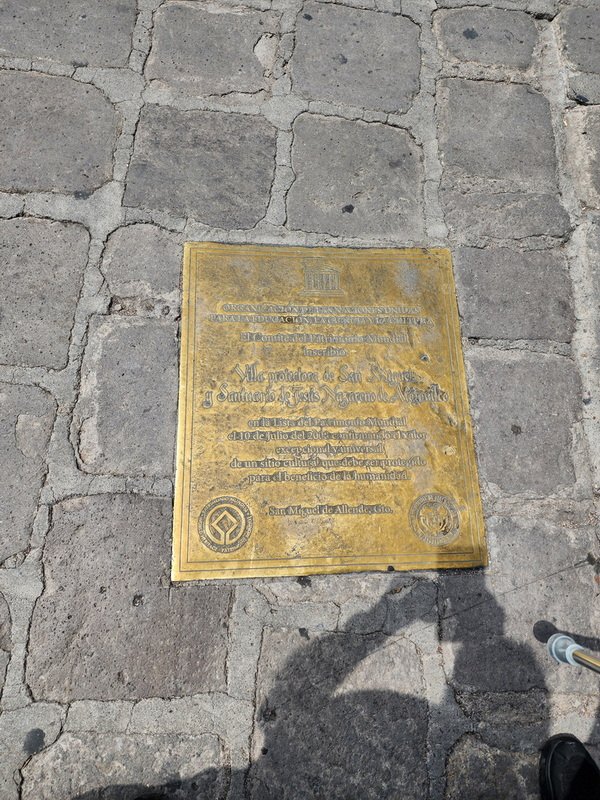 ORGANIZACIÓN DE LAS NACIONES UNIDAS
PARA LA EDUCACIÓN, LA CIENCIA Y LA CULTURA
El Comité del Patrimonio Mundial
inscribió
Villa protectora de San Miguel
y Santuario de Jesús Nazareno de Atotonilco
en la Lista del Patrimonio Mundial
el 10 de julio del confirmando el Valor
excepcional y universal
de un sitio cultural que debe ser protegido
para el beneficio de la humanidad
San Miguel de Allende, Gto.